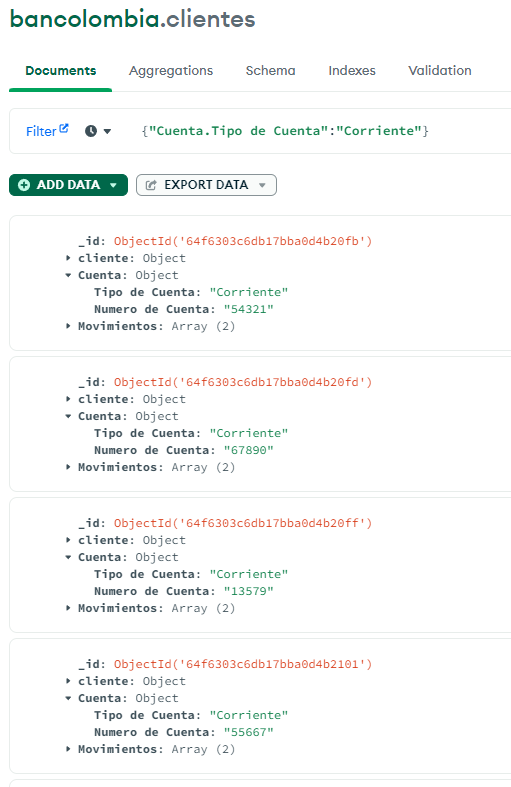 bancolombia.clientes
Documents Aggregations Schema Indexes Validation
Filter {"Cuenta.Tipo de Cuenta":"Corriente"}
ADD DATA EXPORT DATA
_id: ObjectId('64f6303c6db17bba0d4b20fb')
cliente: Object
Cuenta: Object
Tipo de Cuenta: "Corriente"
Numero de Cuenta: "54321"
Movimientos: Array (2)
_id: ObjectId('64f6303c6db17bba0d4b20fd')
cliente: Object
Cuenta: Object
Tipo de Cuenta: "Corriente"
Numero de Cuenta: "67890"
Movimientos: Array (2)
_id: ObjectId('64f6303c6db17bba0d4b20ff')
cliente: Object
Cuenta: Object
Tipo de Cuenta: "Corriente"
Numero de Cuenta: "13579"
Movimientos: Array (2)
_id: ObjectId('64f6303c6db17bba0d4b2101')
cliente: Object
Cuenta: Object
Tipo de Cuenta: "Corriente"
Numero de Cuenta: "55667"
Movimientos: Array (2)